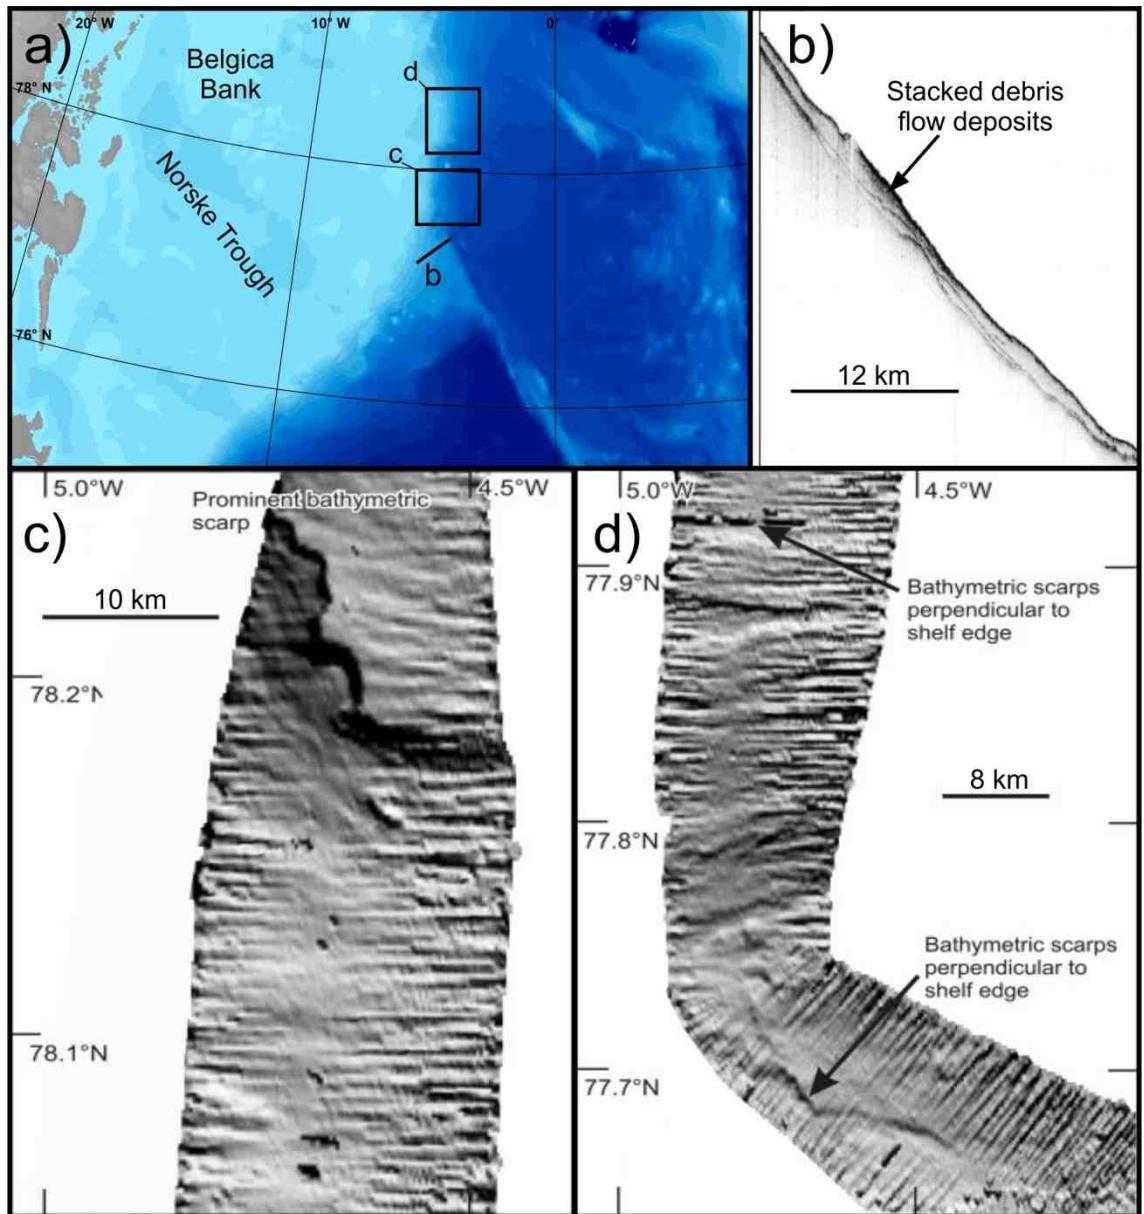 a)
20° W
10° W
0°
Belgica
Bank
78° N
d
c
Norske Trough
b
76° N
b)
Stacked debris
flow deposits
12 km
c)
5.0°W
4.5°W
Prominent bathymetric
scarp
10 km
78.2°N
78.1°N
d)
5.0°W
4.5°W
77.9°N
Bathymetric scarps
perpendicular to
shelf edge
8 km
77.8°N
Bathymetric scarps
perpendicular to
shelf edge
77.7°N